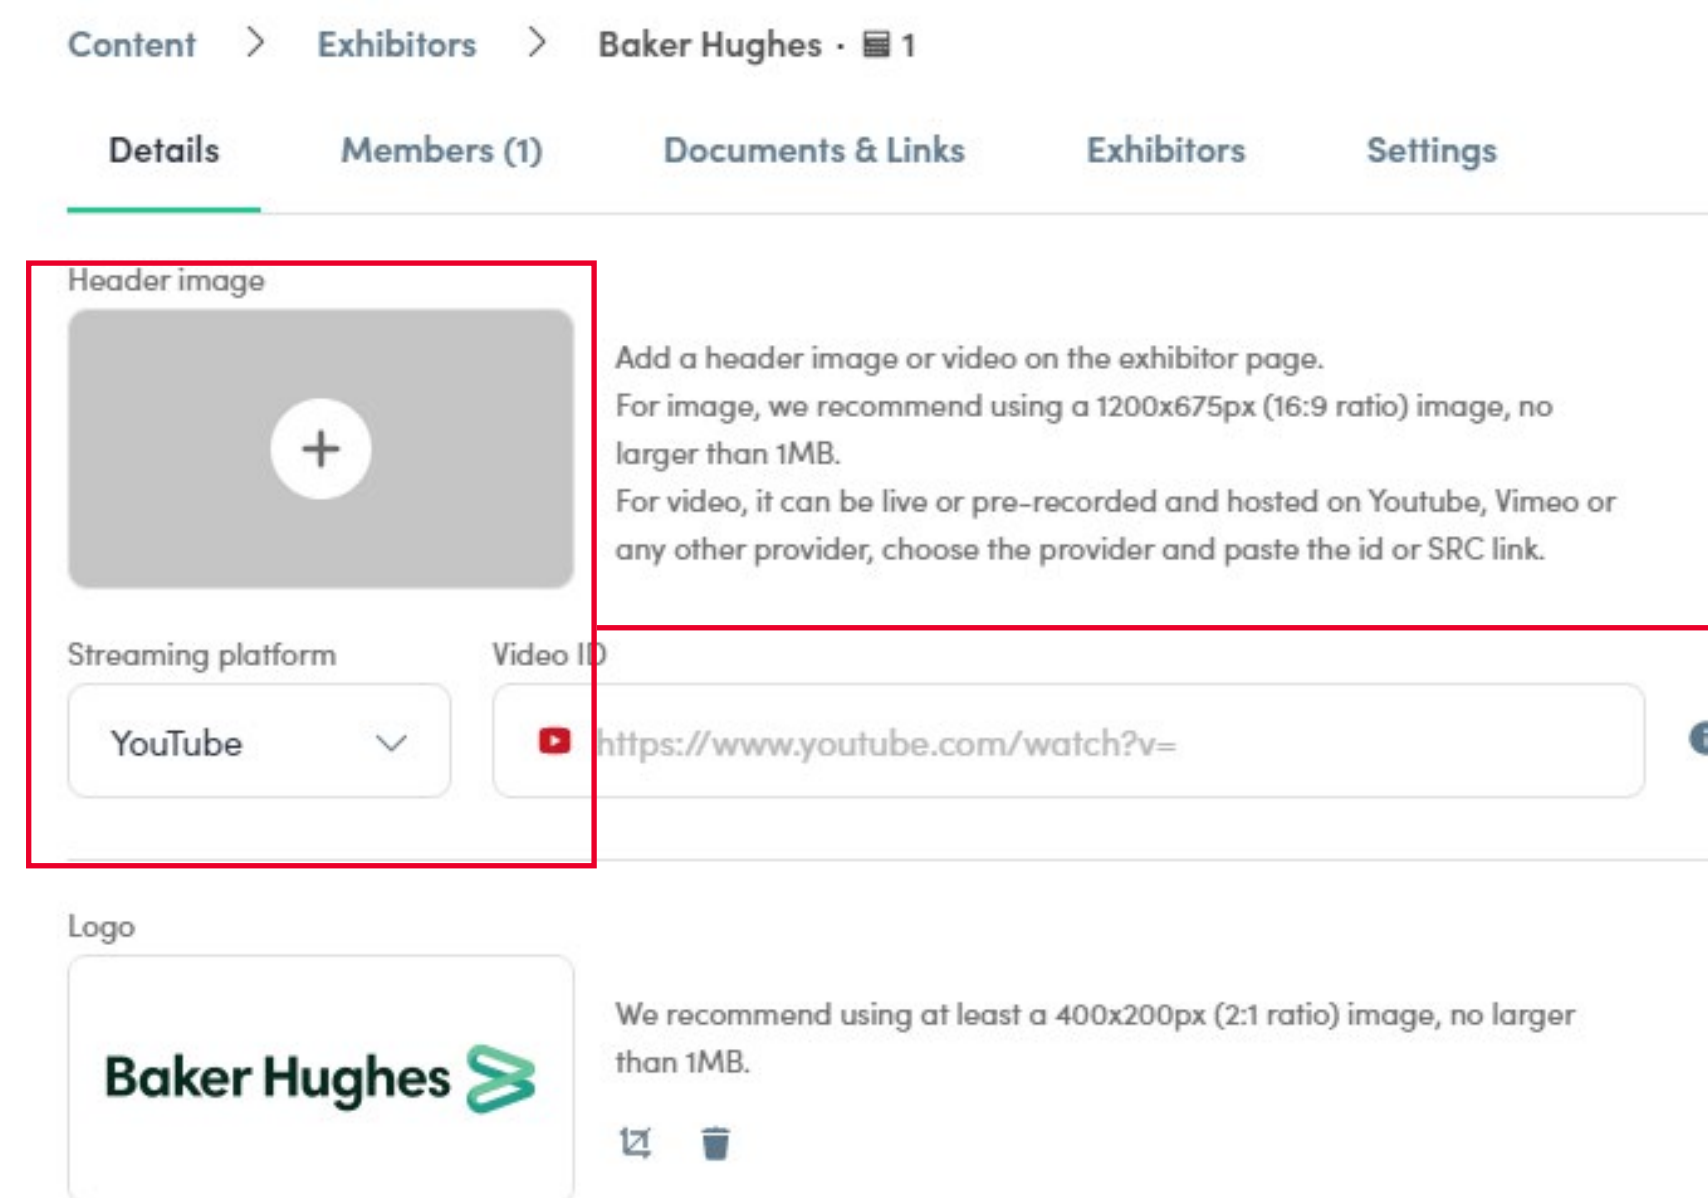 Content > Exhibitors > Baker Hughes · 1
Details Members (1) Documents & Links Exhibitors Settings
Header image
Add a header image or video on the exhibitor page.
For image, we recommend using a 1200x675px (16:9 ratio) image, no
larger than 1MB.
For video, it can be live or pre-recorded and hosted on Youtube, Vimeo or
any other provider, choose the provider and paste the id or SRC link.
Streaming platform Video ID
YouTube https://www.youtube.com/watch?v=
Logo
Baker Hughes
We recommend using at least a 400x200px (2:1 ratio) image, no larger
than 1MB.